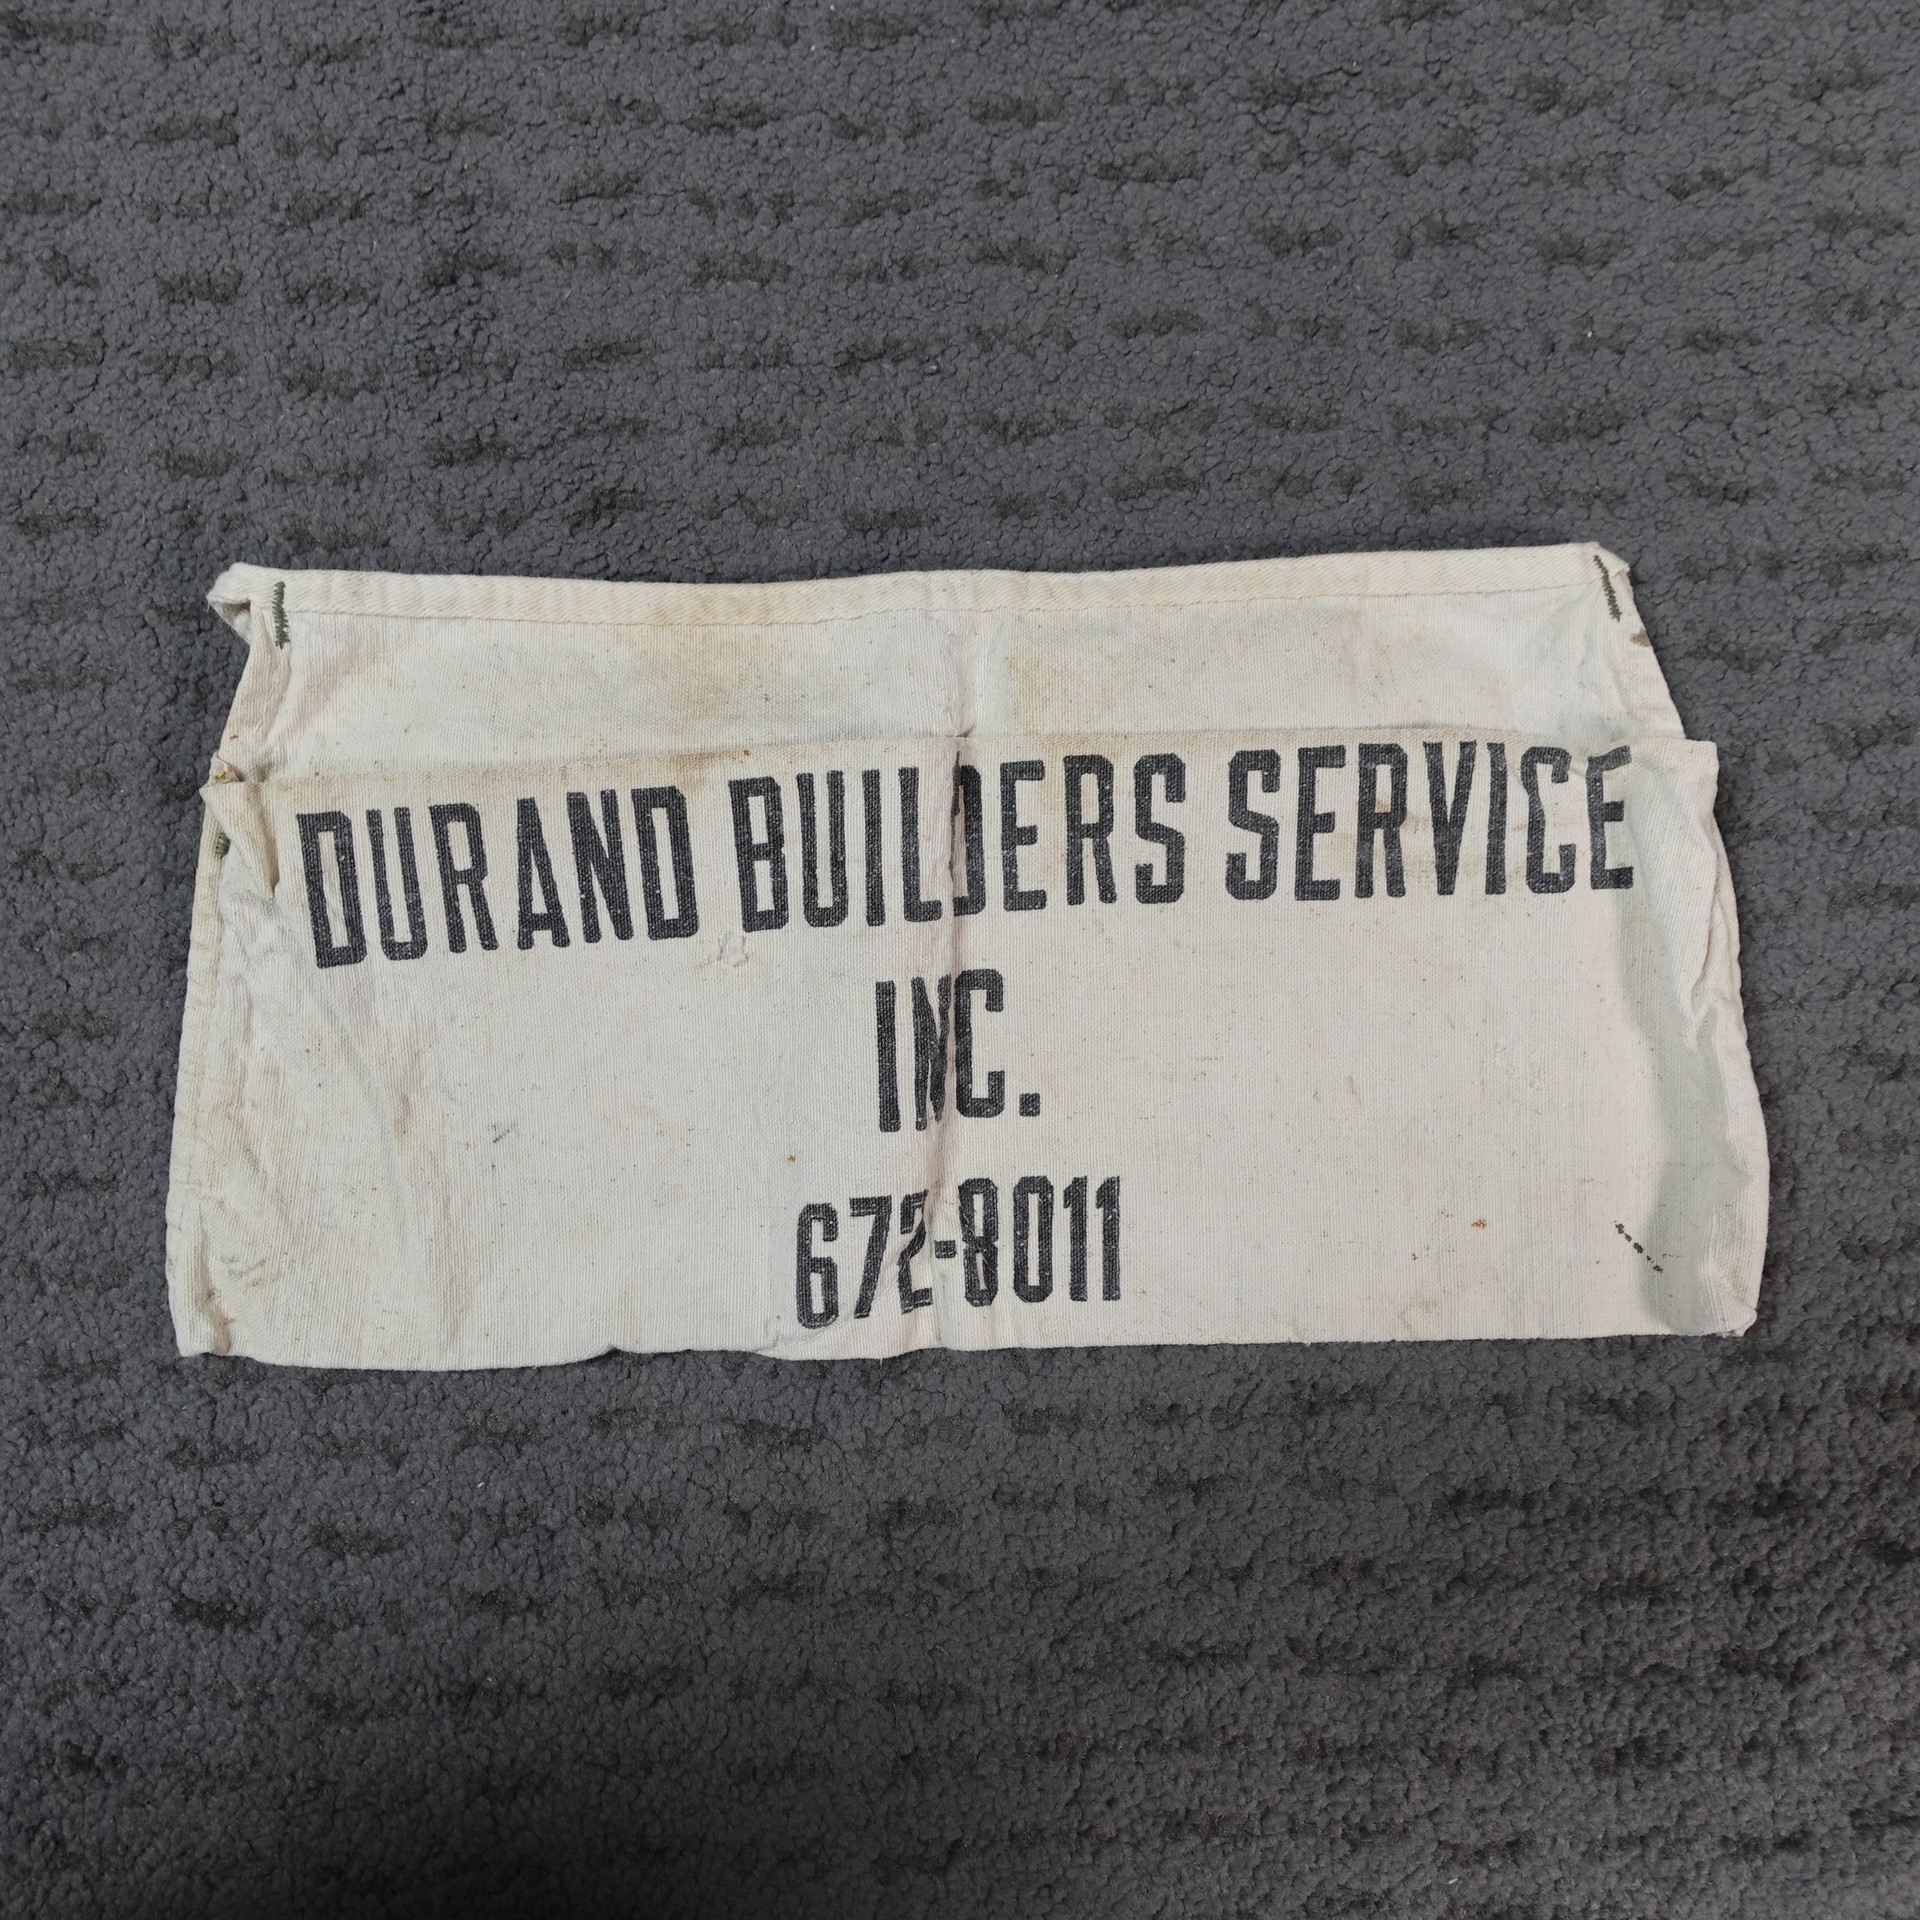 DURAND BUILDERS SERVICE
INC.
672-8011